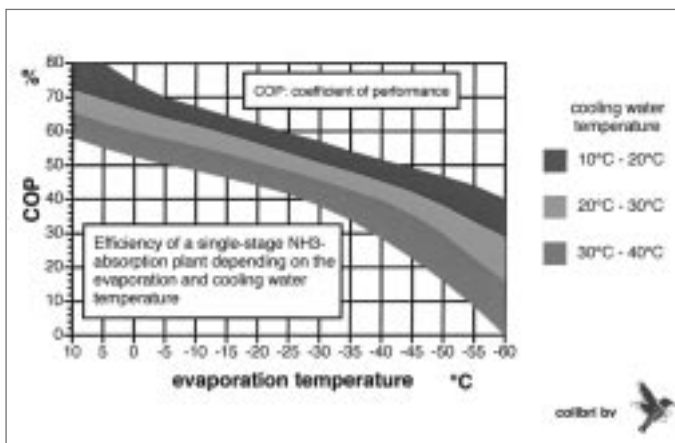 80
%
70
60
50
40
30
20
10
0
COP
COP: coefficient of performance
Efficiency of a single-stage NH3-
absorption plant depending on the
evaporation and cooling water
temperature
10 5 0 -5 -10 -15 -20 -25 -30 -35 -40 -45 -50 -55 -60
evaporation temperature °C
cooling water
temperature
10°C - 20°C
20°C - 30°C
30°C - 40°C
colibri bv